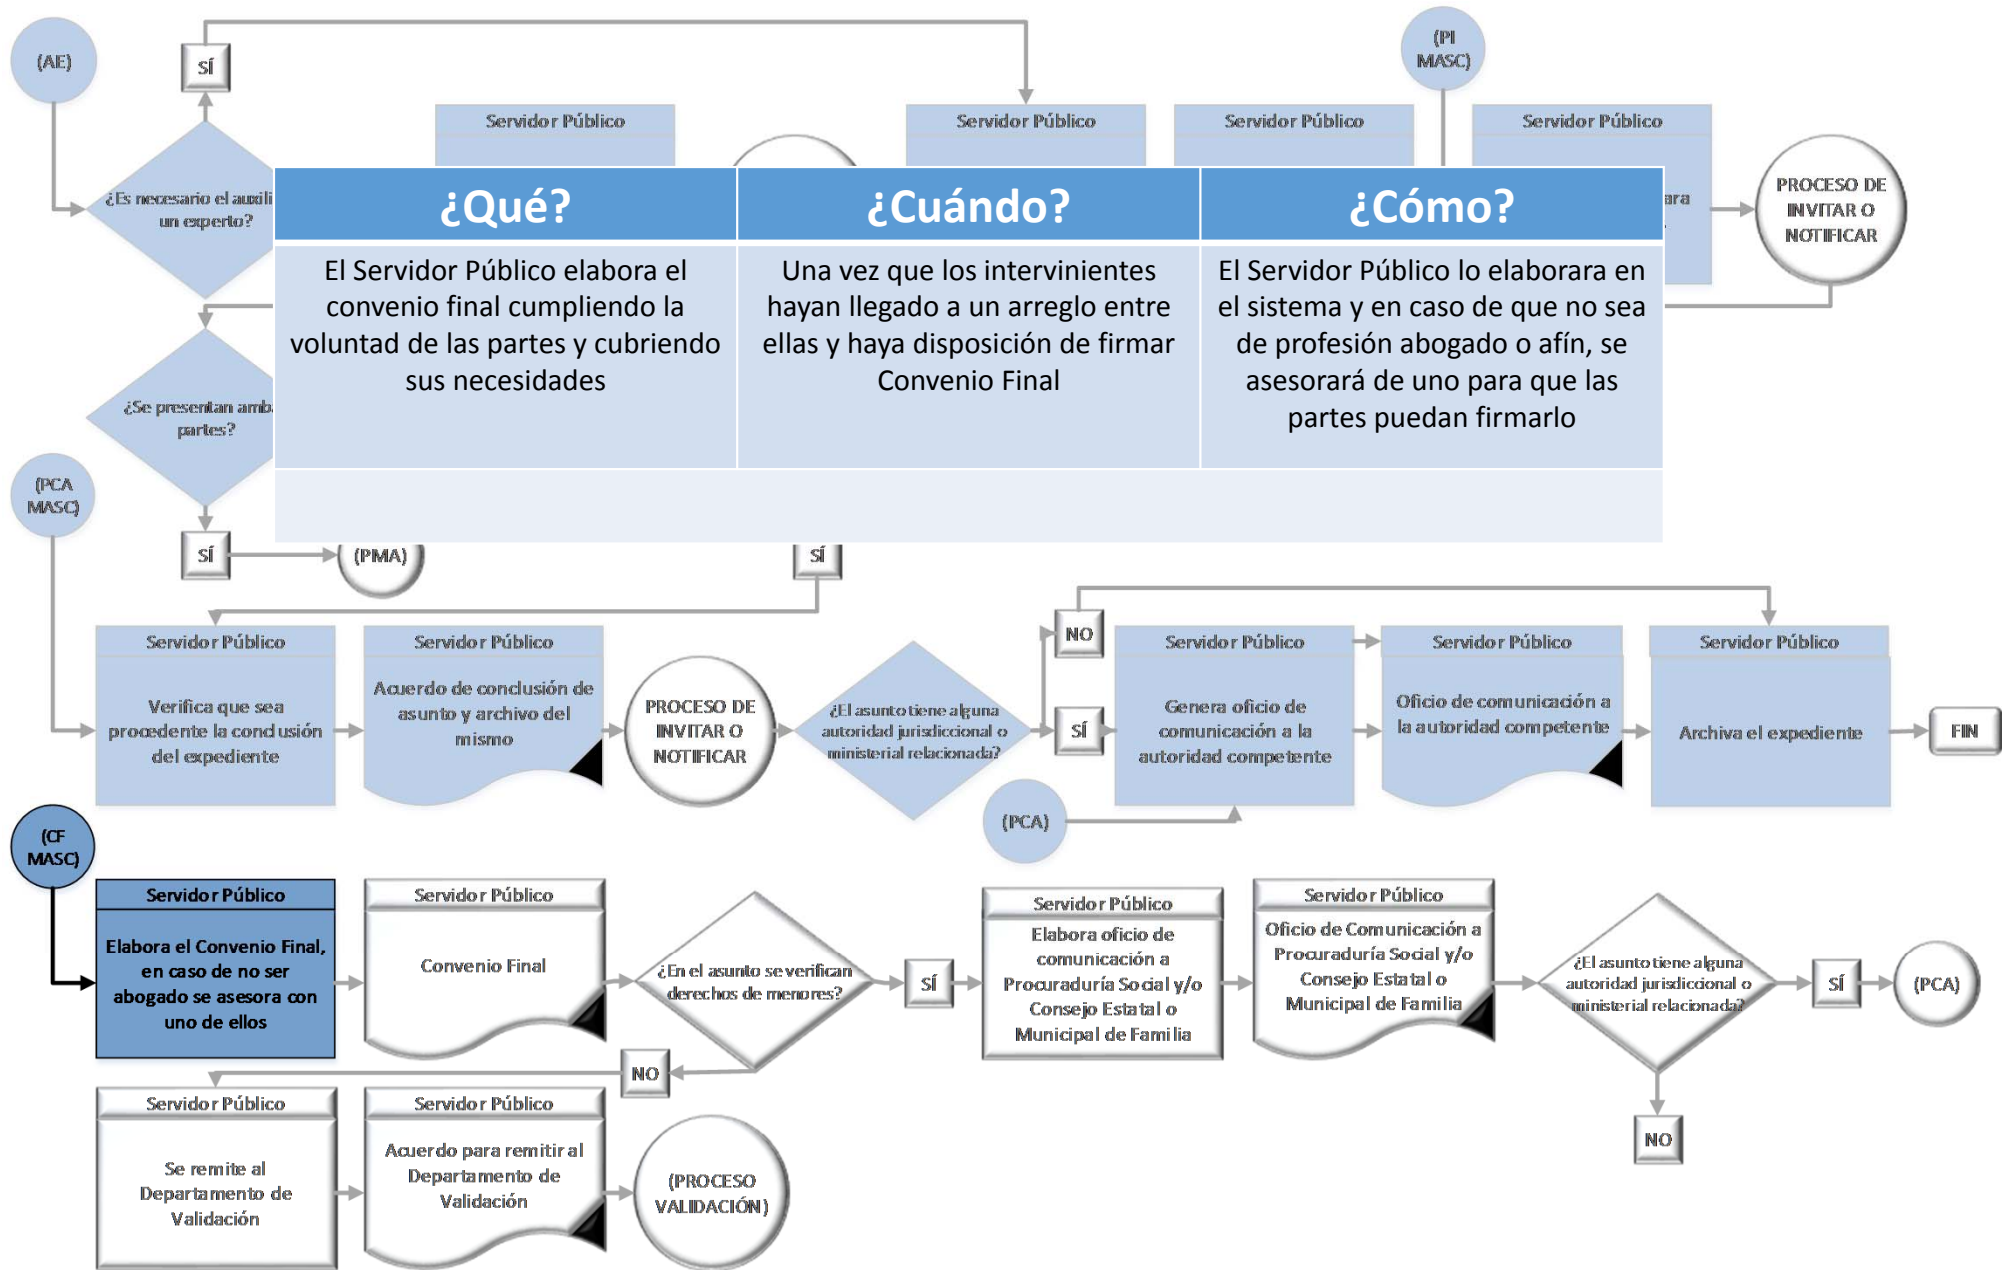 (AE)
SÍ
(PI
MASC)
Servidor Público
Servidor Público
Servidor Público
Servidor Público
¿Es necesario el auxili
un experto?
ara
PROCESO DE
INVITAR O
NOTIFICAR
¿Qué?
¿Cuándo?
¿Cómo?
El Servidor Público elabora el
convenio final cumpliendo la
voluntad de las partes y cubriendo
sus necesidades
Una vez que los intervinientes
hayan llegado a un arreglo entre
ellas y haya disposición de firmar
Convenio Final
El Servidor Público lo elaborara en
el sistema y en caso de que no sea
de profesión abogado o afín, se
asesorará de uno para que las
partes puedan firmarlo
¿Se presentan amb
partes?
(PCA
MASC)
SÍ
(PMA)
SÍ
Servidor Público
Verifica que sea
procedente la conclusión
del expediente
Servidor Público
Acuerdo de conclusión de
asunto y archivo del
mismo
PROCESO DE
INVITAR O
NOTIFICAR
¿El asunto tiene alguna
autoridad jurisdiccional o
ministerial relacionada?
NO
SÍ
Servidor Público
Genera oficio de
comunicación a la
autoridad competente
Servidor Público
Oficio de comunicación a
la autoridad competente
Servidor Público
Archiva el expediente
FIN
(PCA)
(CF
MASC)
Servidor Público
Elabora el Convenio Final,
en caso de no ser
abogado se asesora con
uno de ellos
Servidor Público
Convenio Final
¿En el asunto se verifican
derechos de menores?
SÍ
Servidor Público
Elabora oficio de
comunicación a
Procuraduría Social y/o
Consejo Estatal o
Municipal de Familia
Servidor Público
Oficio de Comunicación a
Procuraduría Social y/o
Consejo Estatal o
Municipal de Familia
¿El asunto tiene alguna
autoridad jurisdiccional o
ministerial relacionada?
SÍ
(PCA)
NO
NO
Servidor Público
Se remite al
Departamento de
Validación
Servidor Público
Acuerdo para remitir al
Departamento de
Validación
(PROCESO
VALIDACIÓN)